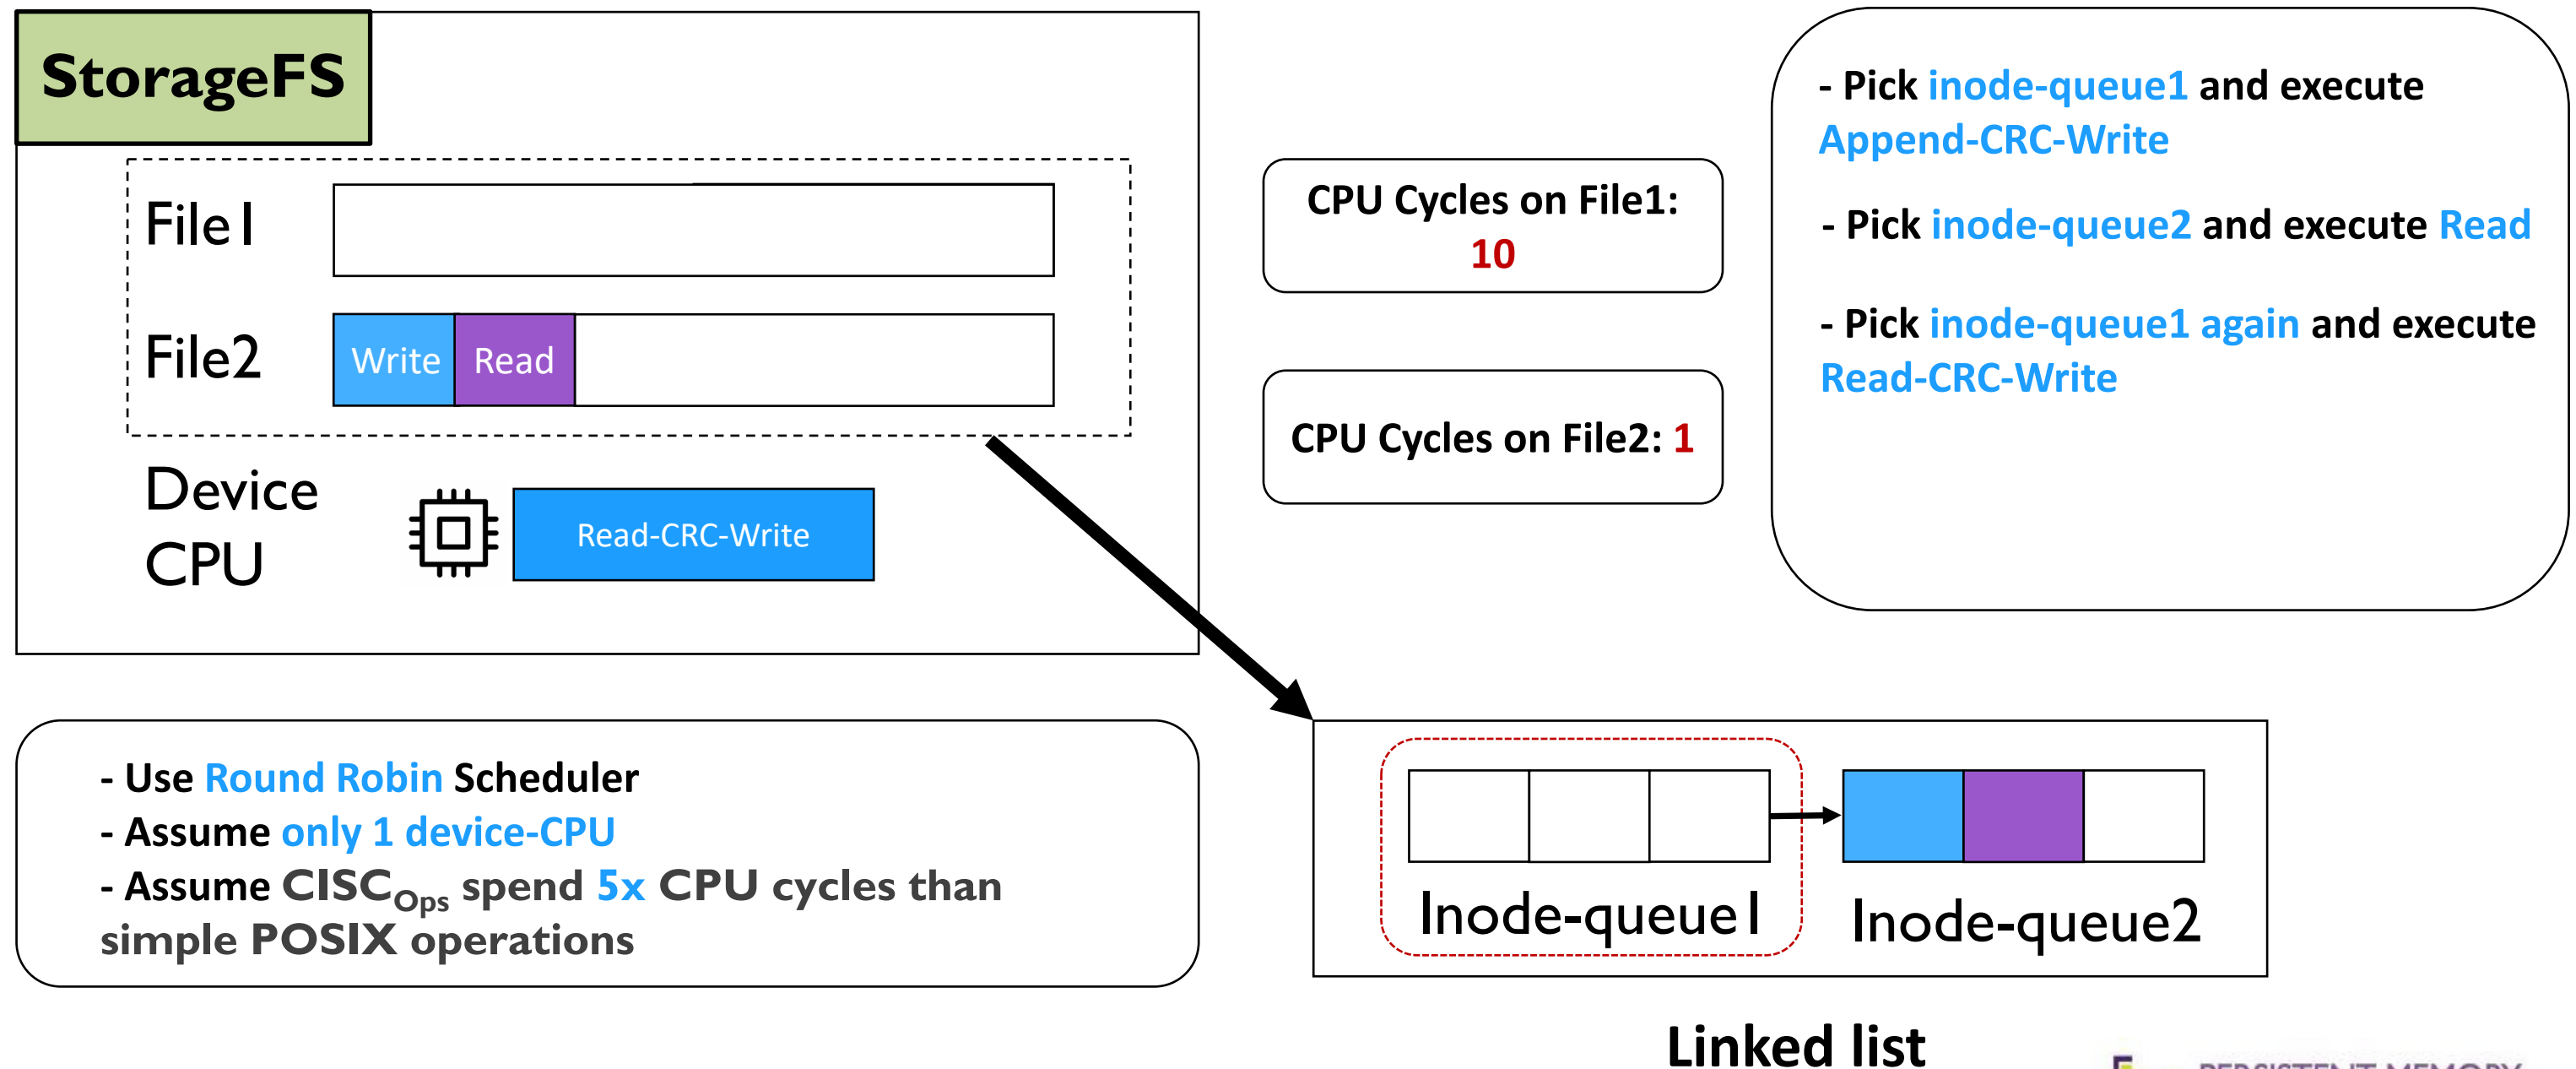 StorageFS
File1
File2
Write
Read
Device
CPU
Read-CRC-Write
CPU Cycles on File1:
10
CPU Cycles on File2: 1
- Pick inode-queue1 and execute
Append-CRC-Write
- Pick inode-queue2 and execute Read
- Pick inode-queue1 again and execute
Read-CRC-Write
- Use Round Robin Scheduler
- Assume only 1 device-CPU
- Assume CISCOps spend 5x CPU cycles than
simple POSIX operations
Inode-queue1
Inode-queue2
Linked list
PERSISTENT MEMORY